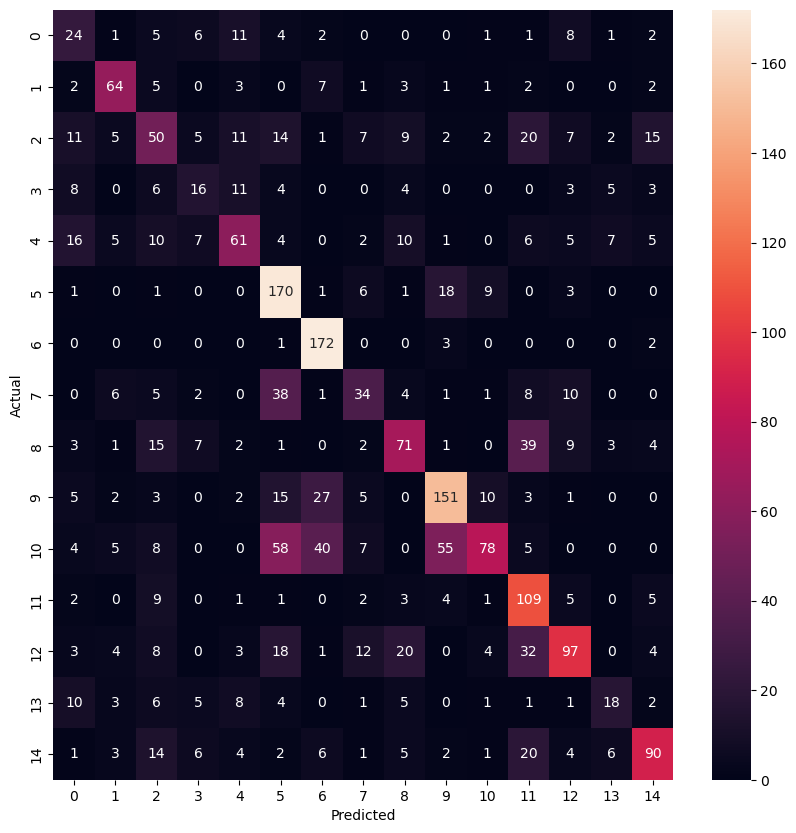 0 24 1 5 6 11 4 2 0 0 0 1 1 8 1 2
1 2 64 5 0 3 0 7 1 3 1 1 2 0 0 2
2 11 5 50 5 11 14 1 7 9 2 2 20 7 2 15
3 8 0 6 16 11 4 0 0 4 0 0 0 3 5 3
4 16 5 10 7 61 4 0 2 10 1 0 6 5 7 5
5 1 0 1 0 0 170 1 6 1 18 9 0 3 0 0
6 0 0 0 0 0 1 172 0 0 3 0 0 0 0 2
7 0 6 5 2 0 38 1 34 4 1 1 8 10 0 0
8 3 1 15 7 2 1 0 2 71 1 0 39 9 3 4
9 5 2 3 0 2 15 27 5 0 151 10 3 1 0 0
10 4 5 8 0 0 58 40 7 0 55 78 5 0 0 0
11 2 0 9 0 1 1 0 2 3 4 1 109 5 0 5
12 3 4 8 0 3 18 1 12 20 0 4 32 97 0 4
13 10 3 6 5 8 4 0 1 5 0 1 1 1 18 2
14 1 3 14 6 4 2 6 1 5 2 1 20 4 6 90
0 1 2 3 4 5 6 7 8 9 10 11 12 13 14
Predicted
Actual
160
140
120
100
80
60
40
20
0